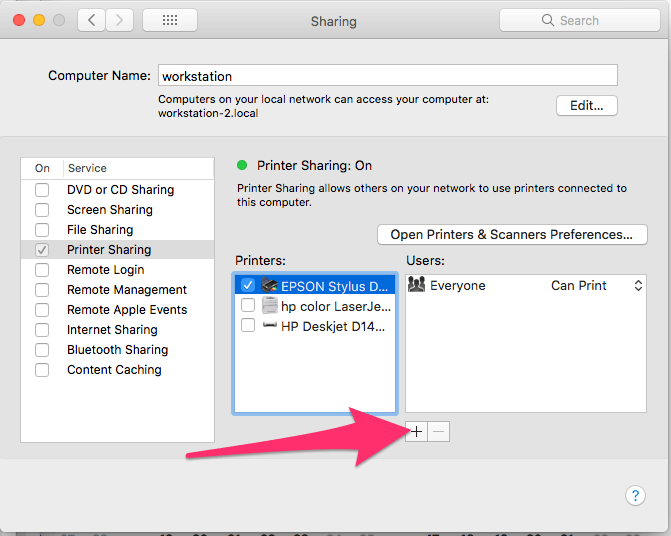 Sharing
Search
Computer Name:
workstation
Computers on your local network can access your computer at:
workstation-2.local
Edit...
On
Service
DVD or CD Sharing
Screen Sharing
File Sharing
Printer Sharing
Remote Login
Remote Management
Remote Apple Events
Internet Sharing
Bluetooth Sharing
Content Caching
Printer Sharing: On
Printer Sharing allows others on your network to use printers connected to
this computer.
Open Printers & Scanners Preferences...
Printers:
EPSON Stylus D...
hp color LaserJe...
HP Deskjet D14...
Users:
Everyone
Can Print
+
−
?